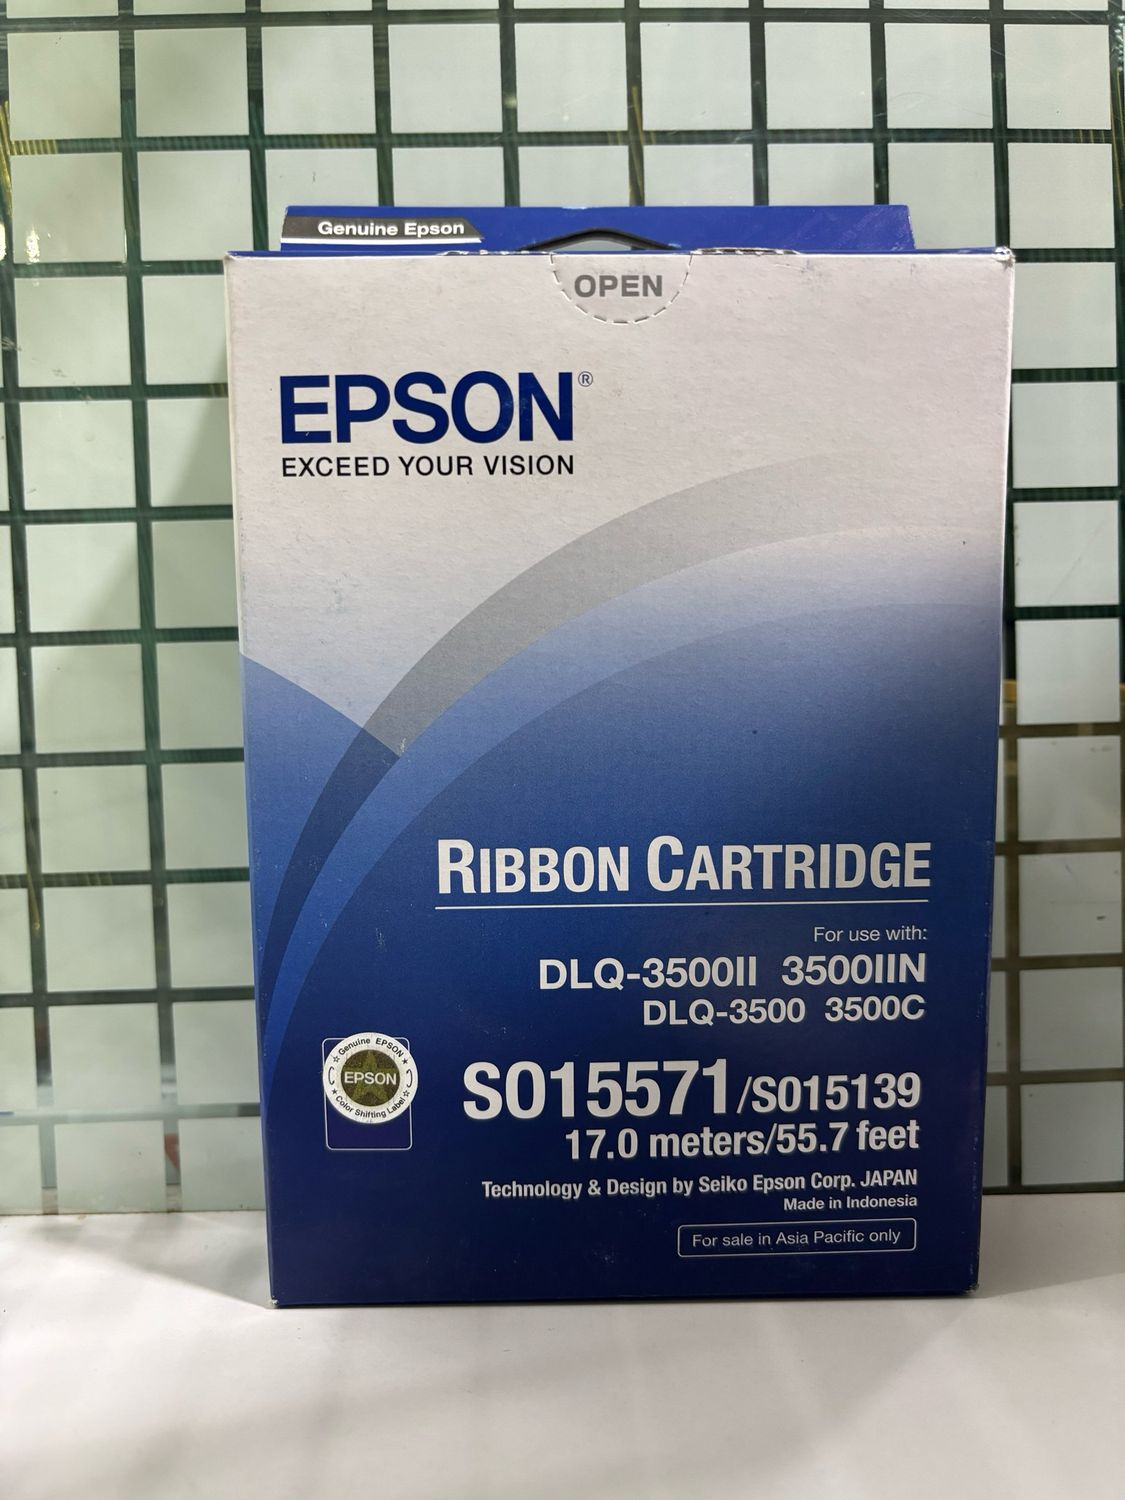 Genuine Epson
OPEN
EPSON®
EXCEED YOUR VISION
RIBBON CARTRIDGE
For use with:
DLQ-3500II 3500IIN
DLQ-3500 3500C
Genuine EPSON
EPSON
Color Shifting Label
S015571/S015139
17.0 meters/55.7 feet
Technology & Design by Seiko Epson Corp. JAPAN
Made in Indonesia
For sale in Asia Pacific only